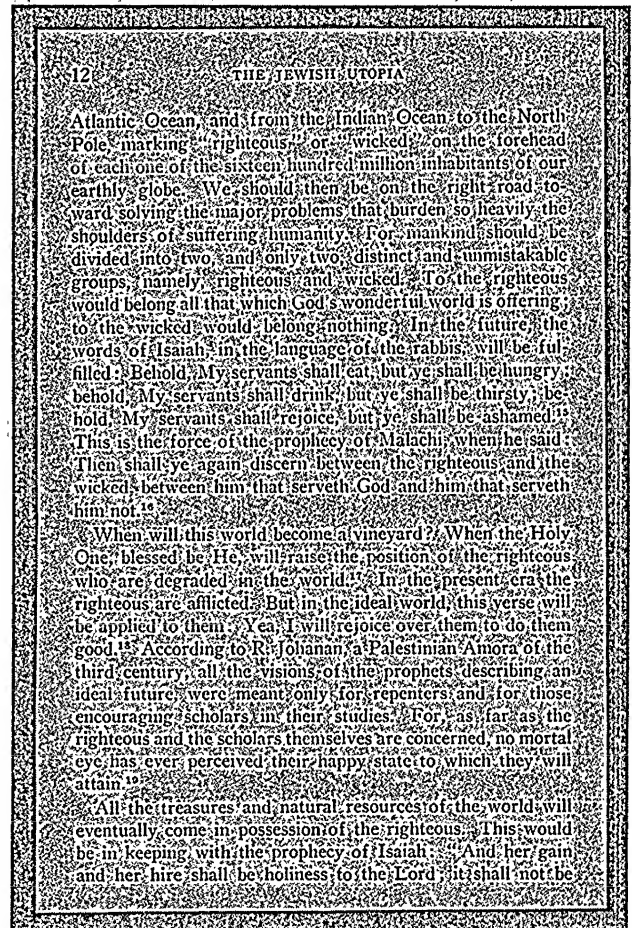 12 THE JEWISH UTOPIA
Atlantic Ocean, and from the Indian Ocean to the North
Pole, marking "righteous" or "wicked" on the forehead
of each one of the sixteen hundred million inhabitants of our
earthly globe. We should then be on the right road to-
ward solving the major problems that burden so heavily the
shoulders of suffering humanity. For mankind should be
divided into two, and only two, distinct and unmistakable
groups, namely, righteous and wicked. To the righteous
would belong all that which God's wonderful world is offering;
to the wicked would belong nothing. In the future, the
words of Isaiah, in the language of the rabbis, will be ful-
filled: Behold, My servants shall eat, but ye shall be hungry;
behold, My servants shall drink, but ye shall be thirsty; be-
hold, My servants shall rejoice, but ye shall be ashamed.15
This is the force of the prophecy of Malachi, when he said:
Then shall ye again discern between the righteous and the
wicked, between him that serveth God and him that serveth
him not.16
When will this world become a vineyard? When the Holy
One, blessed be He, will raise the position of the righteous
who are degraded in the world.17 In the present era the
righteous are afflicted. But in the ideal world, this verse will
be applied to them: Yea, I will rejoice over them to do them
good.18 According to R. Johanan, a Palestinian Amora of the
third century, all the visions of the prophets describing an
ideal future were meant only for repenters and for those
encouraging scholars in their studies. For, as far as the
righteous and the scholars themselves are concerned, no mortal
eye has ever perceived their happy state to which they will
attain.19
All the treasures and natural resources of the world will
eventually come in possession of the righteous. This would
be in keeping with the prophecy of Isaiah: "And her gain
and her hire shall be holiness to the Lord; it shall not be